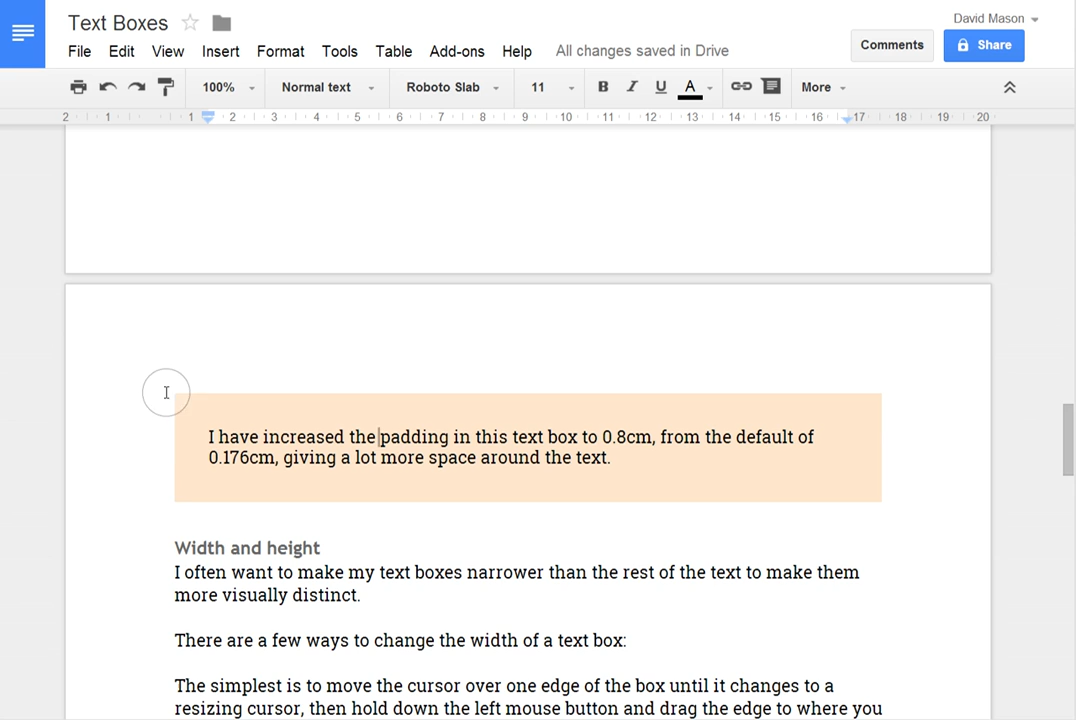 Text Boxes
David Mason
File Edit View Insert Format Tools Table Add-ons Help All changes saved in Drive
Comments
Share
100% Normal text Roboto Slab 11 B I U A More
2 1 1 2 3 4 5 6 7 8 9 10 11 12 13 14 15 16 17 18 19 20
I have increased the padding in this text box to 0.8cm, from the default of
0.176cm, giving a lot more space around the text.
Width and height
I often want to make my text boxes narrower than the rest of the text to make them
more visually distinct.
There are a few ways to change the width of a text box:
The simplest is to move the cursor over one edge of the box until it changes to a
resizing cursor, then hold down the left mouse button and drag the edge to where you